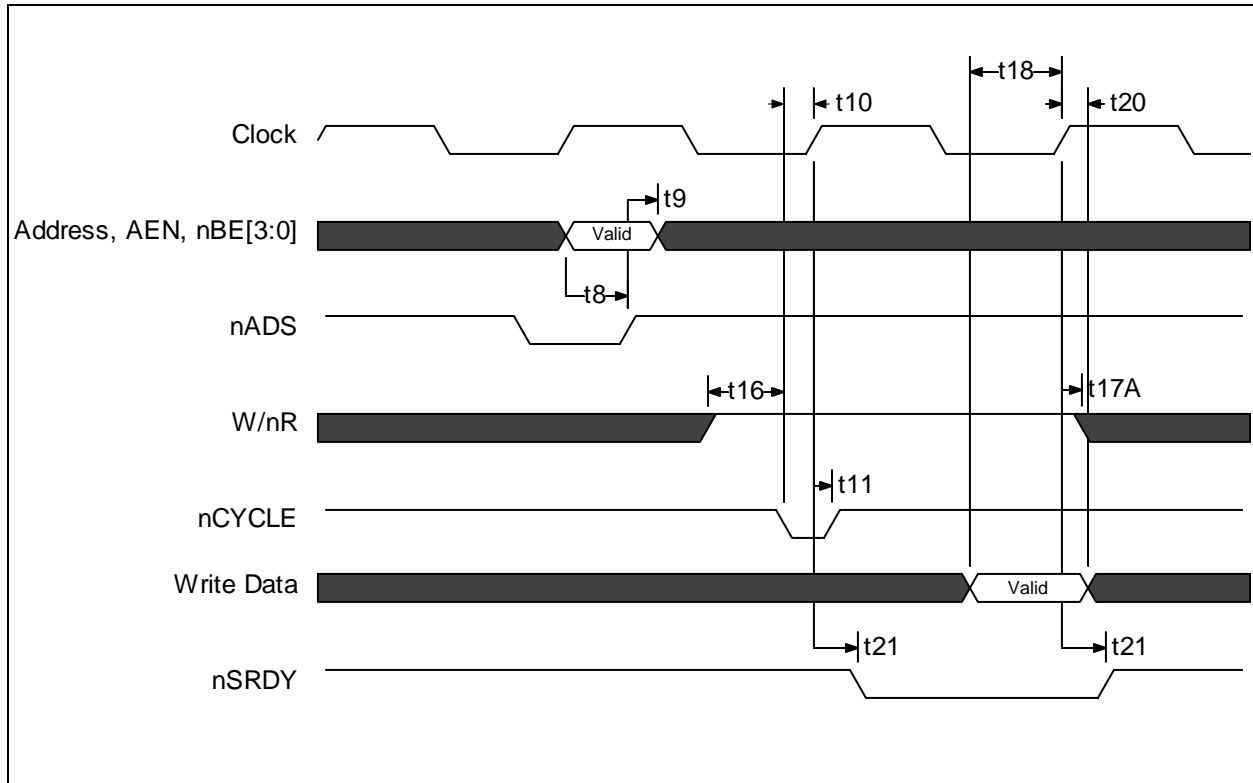 t18
t10
t20
Clock
t9
Address, AEN, nBE[3:0]
Valid
t8
nADS
t16
t17A
W/nR
t11
nCYCLE
Write Data
Valid
t21
t21
nSRDY